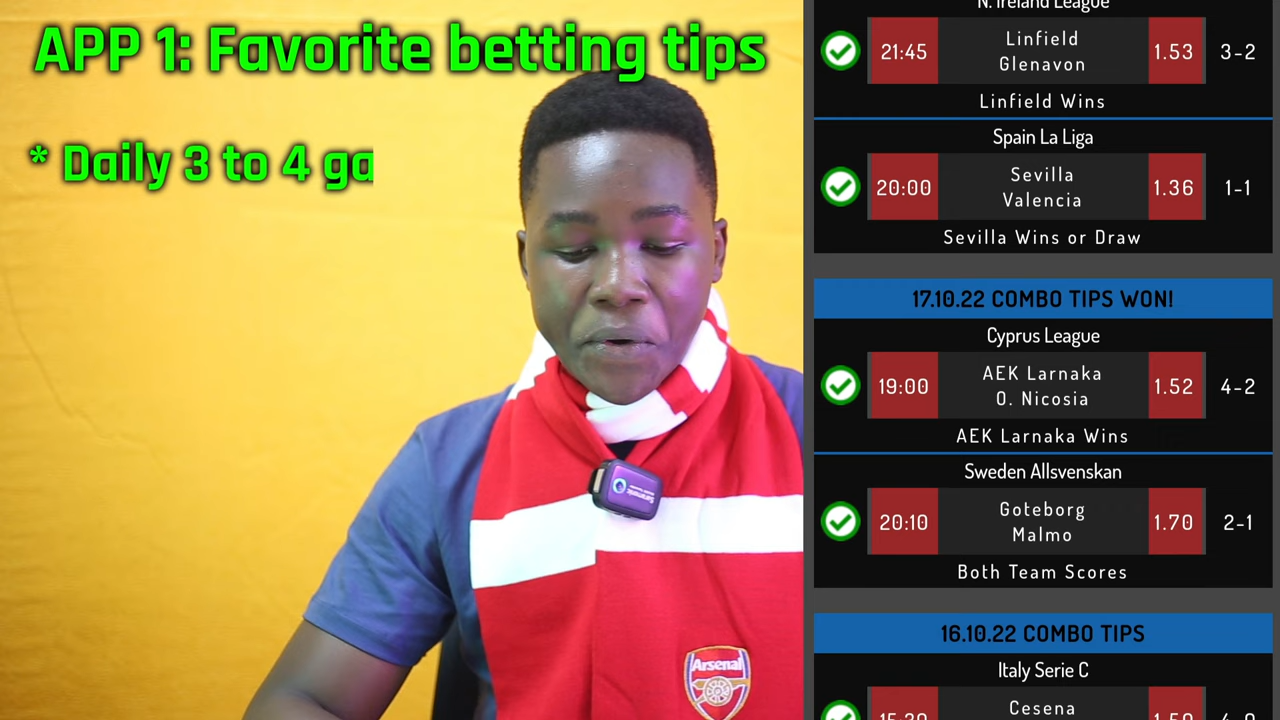 APP 1: Favorite betting tips
* Daily 3 to 4 ga
N. Ireland League
21:45
Linfield
Glenavon
1.53
3-2
Linfield Wins
Spain La Liga
20:00
Sevilla
Valencia
1.36
1-1
Sevilla Wins or Draw
17.10.22 COMBO TIPS WON!
Cyprus League
19:00
AEK Larnaka
O. Nicosia
1.52
4-2
AEK Larnaka Wins
Sweden Allsvenskan
20:10
Goteborg
Malmo
1.70
2-1
Both Team Scores
16.10.22 COMBO TIPS
Italy Serie C
Cesena
Saramonic
Arsenal